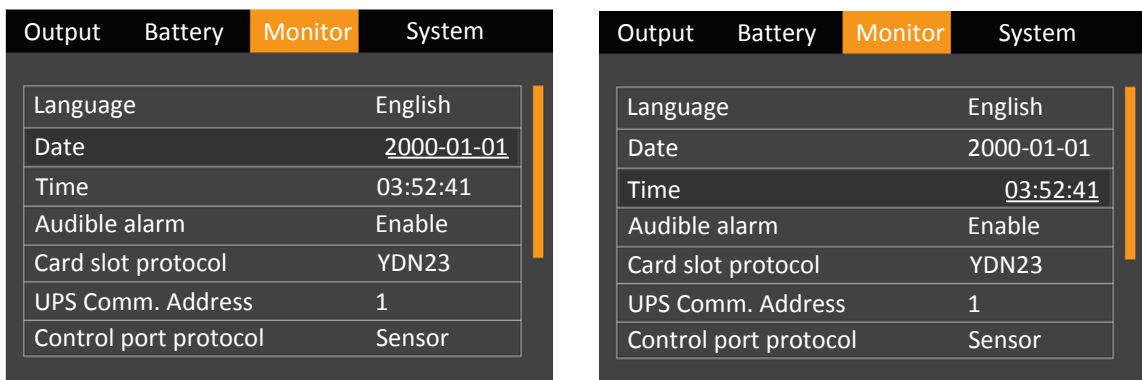 Output Battery Monitor System
Language English
Date 2000-01-01
Time 03:52:41
Audible alarm Enable
Card slot protocol YDN23
UPS Comm. Address 1
Control port protocol Sensor
Output Battery Monitor System
Language English
Date 2000-01-01
Time 03:52:41
Audible alarm Enable
Card slot protocol YDN23
UPS Comm. Address 1
Control port protocol Sensor